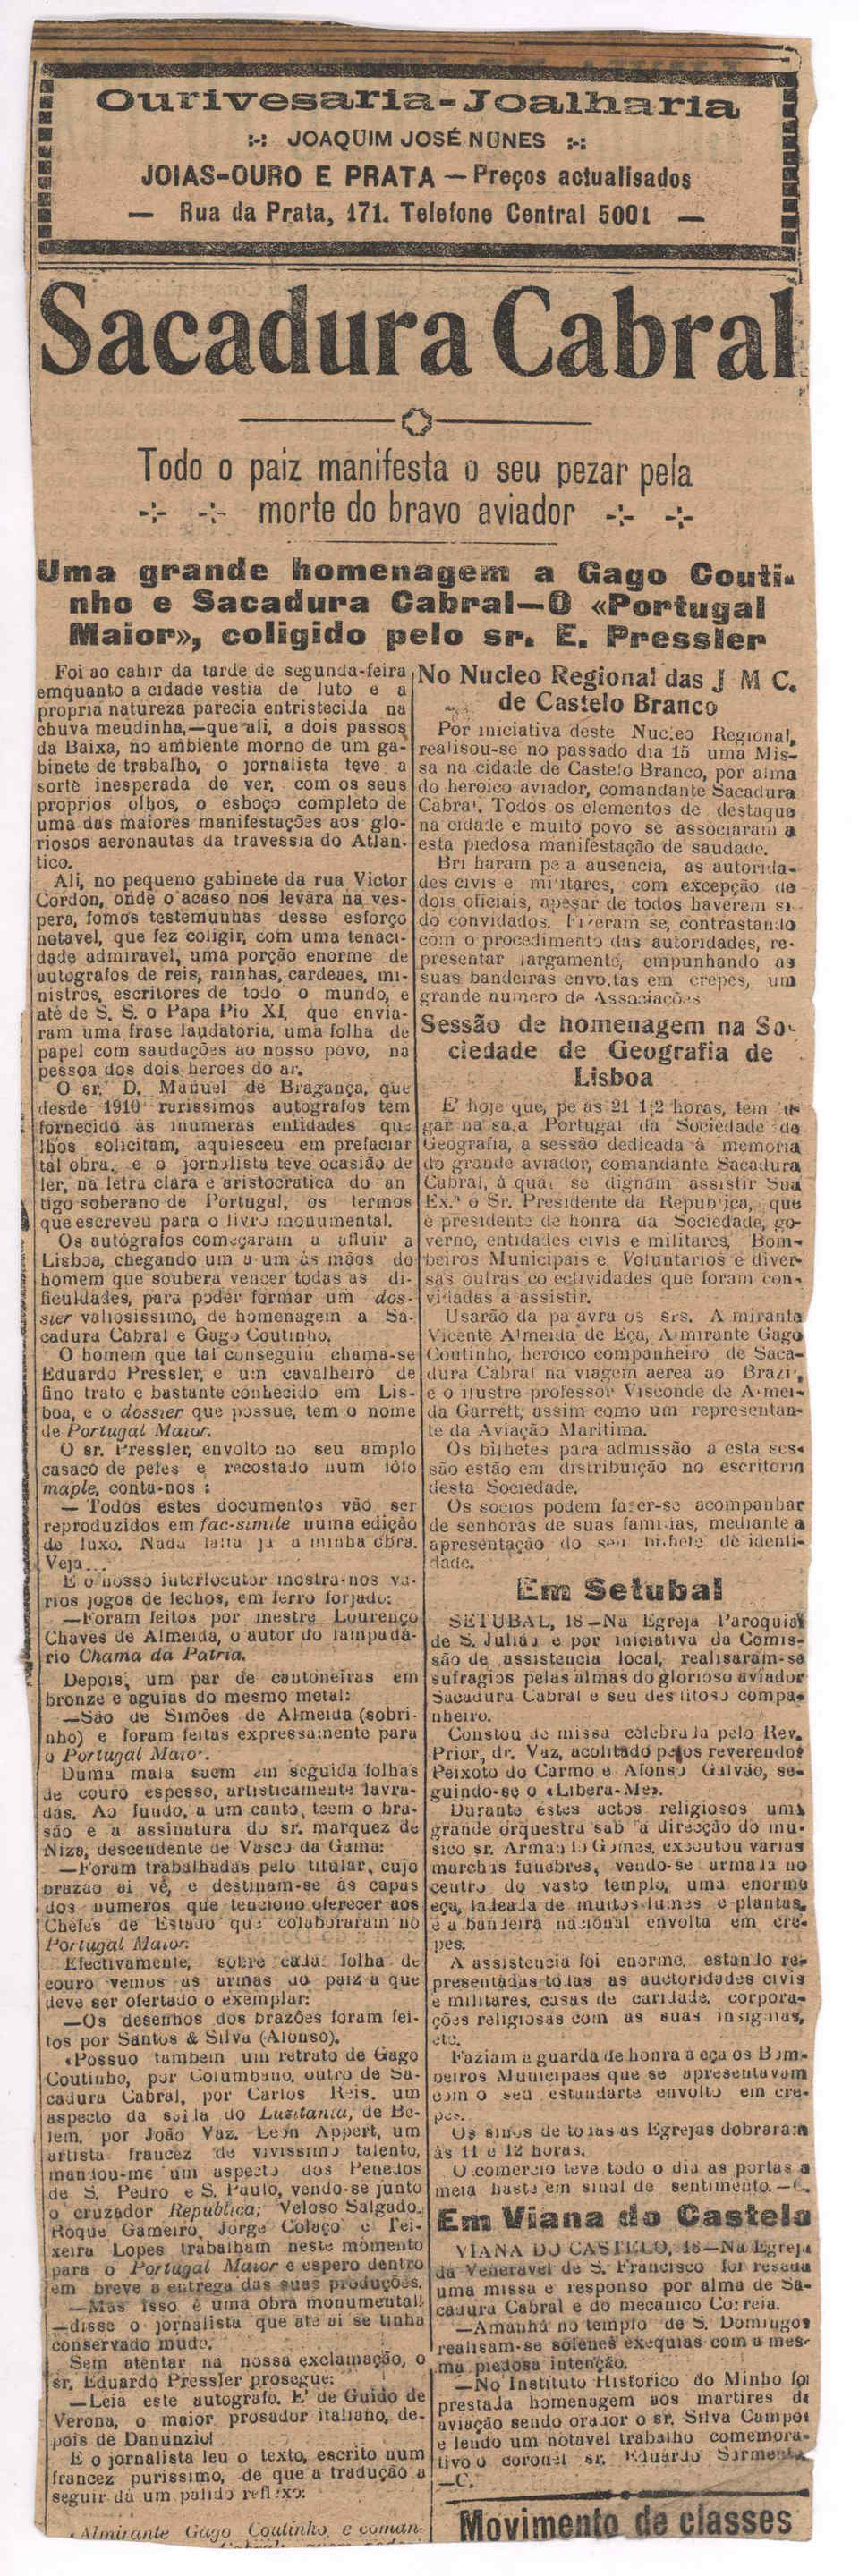 Ourivesaria-Joalharia
:-: JOAQUIM JOSÉ NUNES :-:
JOIAS-OURO E PRATA — Preços actualisados
— Rua da Prata, 171. Telefone Central 5001 —
Sacadura Cabral
Todo o paiz manifesta o seu pezar pela
-:- -:- morte do bravo aviador -:- -:-
Uma grande homenagem a Gago Couti-
nho e Sacadura Cabral—O «Portugal
Maior», coligido pelo sr. E. Pressler
Foi ao cahir da tarde de segunda-feira
emquanto a cidade vestia de luto e a
propria natureza parecia entristecida na
chuva meudinha,—que ali, a dois passos
da Baixa, no ambiente morno de um ga-
binete de trabalho, o jornalista teve a
sorte inesperada de ver, com os seus
proprios olhos, o esboço completo de
uma das maiores manifestações aos glo-
riosos aeronautas da travessia do Atlan-
tico.
Ali, no pequeno gabinete da rua Victor
Cordon, onde o acaso nos levára na ves-
pera, fomos testemunhas desse esforço
notavel, que fez coligir, com uma tenaci-
dade admiravel, uma porção enorme de
autografos de reis, rainhas, cardeaes, mi-
nistros, escritores de todo o mundo, e
até de S. S. o Papa Pio XI, que envia-
ram uma frase laudatoria, uma folha de
papel com saudações ao nosso povo, na
pessoa dos dois heroes do ar.
O sr. D. Manuel de Bragança, que
desde 1910 rarissimos autografos tem
fornecido ás inumeras entidades que
lhos solicitam, aquiesceu em prefaciar
tal obra, e o jornalista teve ocasião de
ler, na letra clara e aristocratica do an
tigo soberano de Portugal, os termos
que escreveu para o livro monumental.
Os autógrafos começaram a afluir a
Lisboa, chegando um a um ás mãos do
homem que soubera vencer todas as di-
ficuldades, para poder formar um dos-
sier valiosissimo, de homenagem a Sa-
cadura Cabral e Gago Coutinho.
O homem que tal conseguiu chama-se
Eduardo Pressler, é um cavalheiro de
fino trato e bastante conhecido em Lis-
boa, e o dossier que possue, tem o nome
de Portugal Maior.
O sr. Pressler, envolto no seu amplo
casaco de peles e recostado num fôfo
maple, conta-nos :
— Todos estes documentos vão ser
reproduzidos em fac-simile numa edição
de luxo. Nada falta já á minha obra.
Veja...
E o nosso interlocutor mostra-nos va-
rios jogos de fechos, em ferro forjado:
—Foram feitos por mestre Lourenço
Chaves de Almeida, o autor do lampadá-
rio Chama da Patria.
Depois, um par de cantoneiras em
bronze e aguias do mesmo metal:
—São de Simões de Almeida (sobri-
nho) e foram feitas expressamente para
o Portugal Maior.
Duma mala saem em seguida folhas
de couro espesso, artisticamente lavra-
das. Ao fundo, a um canto, teem o bra-
são e a assinatura do sr. marquez de
Niza, descendente de Vasco da Gama:
—Foram trabalhadas pelo titular, cujo
brazão ai vê, e destinam-se ás capas
dos numeros que tenciono oferecer aos
Chefes de Estado que colaboraram no
Portugal Maior.
Efectivamente, sobre cada folha de
couro vemos as armas do paiz a que
deve ser ofertado o exemplar:
—Os desenhos dos brazões foram fei-
tos por Santos & Silva (Alonso).
«Possuo tambem um retrato de Gago
Coutinho, por Columbano, outro de Sa-
cadura Cabral, por Carlos Reis. um
aspecto da saida do Lusitania, de Be-
lem, por João Vaz. Leon Appert, um
artista francez de vivissimo talento,
mandou-me um aspecto dos Penedos
de S. Pedro e S. Paulo, vendo-se junto
o cruzador Republica; Veloso Salgado,
Roque Gameiro, Jorge Colaço e Tei-
xeira Lopes trabalham neste momento
para o Portugal Maior e espero dentro
em breve a entrega das suas produções.
—Mas isso é uma obra monumental!
—disse o jornalista que até ai se tinha
conservado mudo.
Sem atentar na nossa exclamação, o
sr. Eduardo Pressler prosegue:
—Leia este autografo. E' de Guido de
Verona, o maior prosador italiano, de-
pois de Danunzio!
E o jornalista leu o texto, escrito num
francez purissimo, de que a tradução a
seguir dá um palido reflexo:
«Almirante Gago Coutinho, e coman-
No Nucleo Regional das J M C.
de Castelo Branco
Por iniciativa deste Nucleo Regional,
realisou-se no passado dia 15 uma Mis-
sa na cidade de Castelo Branco, por alma
do heroico aviador, comandante Sacadura
Cabral. Todos os elementos de destaque
na cidade e muito povo se associaram a
esta piedosa manifestação de saudade.
Bri haram pe a ausencia, as autorida-
des civis e militares, com excepção de
dois oficiais, apesar de todos haverem si-
do convidados. Fizeram se, contrastando
com o procedimento das autoridades, re-
presentar largamente, empunhando as
suas bandeiras envoltas em crepes, um
grande numero de Associações
Sessão de homenagem na So-
ciedade de Geografia de
Lisboa
E' hoje que, pe as 21 1|2 horas, tem lu
gar na sala Portugal da Sociedade de
Geografia, a sessão dedicada á memoria
do grande aviador, comandante Sacadura
Cabral, á qual se dignam assistir Sua
Ex.ª o Sr. Presidente da Republica, que
é presidente de honra da Sociedade, go-
verno, entidades civis e militares, Bom-
beiros Municipais e Voluntarios e diver-
sas outras co ectividades que foram con-
vidadas a assistir.
Usarão da pa avra os srs. A mirante
Vicente Almeida de Eça, Almirante Gago
Coutinho, heroico companheiro de Saca-
dura Cabral na viagem aerea ao Brazil,
e o ilustre professor Visconde de Almei-
da Garrett, assim como um representan-
te da Aviação Maritima.
Os bilhetes para admissão a esta ses-
são estão em distribuição no escritorio
desta Sociedade.
Os socios podem fazer-se acompanhar
de senhoras de suas familias, mediante a
apresentação do seu bilhete de identi-
dade.
Em Setubal
SETUBAL, 18—Na Egreja Paroquial
de S. Julião e por iniciativa da Comis-
são de assistencia local, realisaram-se
sufragios pelas almas do glorioso aviador
Sacadura Cabral e seu desditoso compa-
nheiro.
Constou de missa celebrada pelo Rev.
Prior, dr. Vaz, acolitado pelos reverendos
Peixoto do Carmo e Afonso Galvão, se-
guindo-se o «Libera-Me».
Durante estes actos religiosos uma
grande orquestra sob a direcção do mu-
sico sr. Armando Gomes, executou varias
marchas funebres, vendo-se armada no
centro do vasto templo, uma enorme
eça, ladeada de muitos lumes e plantas,
e a bandeira nacional envolta em cre-
pes.
A assistencia foi enorme, estando re-
presentadas todas as auctoridades civis
e militares, casas de caridade, corpora-
ções religiosas com as suas insignias,
etc.
Faziam a guarda de honra a eça os Bom-
beiros Municipaes que se apresentavam
com o seu estandarte envolto em cre-
pes.
Os sinos de todas as Egrejas dobraram
ás 11 e 12 horas.
O comercio teve todo o dia as portas a
meia haste em sinal de sentimento.—C.
Em Viana do Castelo
VIANA DO CASTELO, 18—Na Egreja
da Veneravel de S. Francisco foi resada
uma missa e responso por alma de Sa-
cadura Cabral e do mecanico Correia.
—Amanhã no templo de S. Domingos
realisam-se solenes exequias com a mes-
ma piedosa intenção.
—No Instituto Historico do Minho foi
prestada homenagem aos martires da
aviação sendo orador o sr. Silva Campos
e lendo um notavel trabalho comemora-
tivo o coronel sr. Eduardo Sarmento
—C.
Movimento de classes